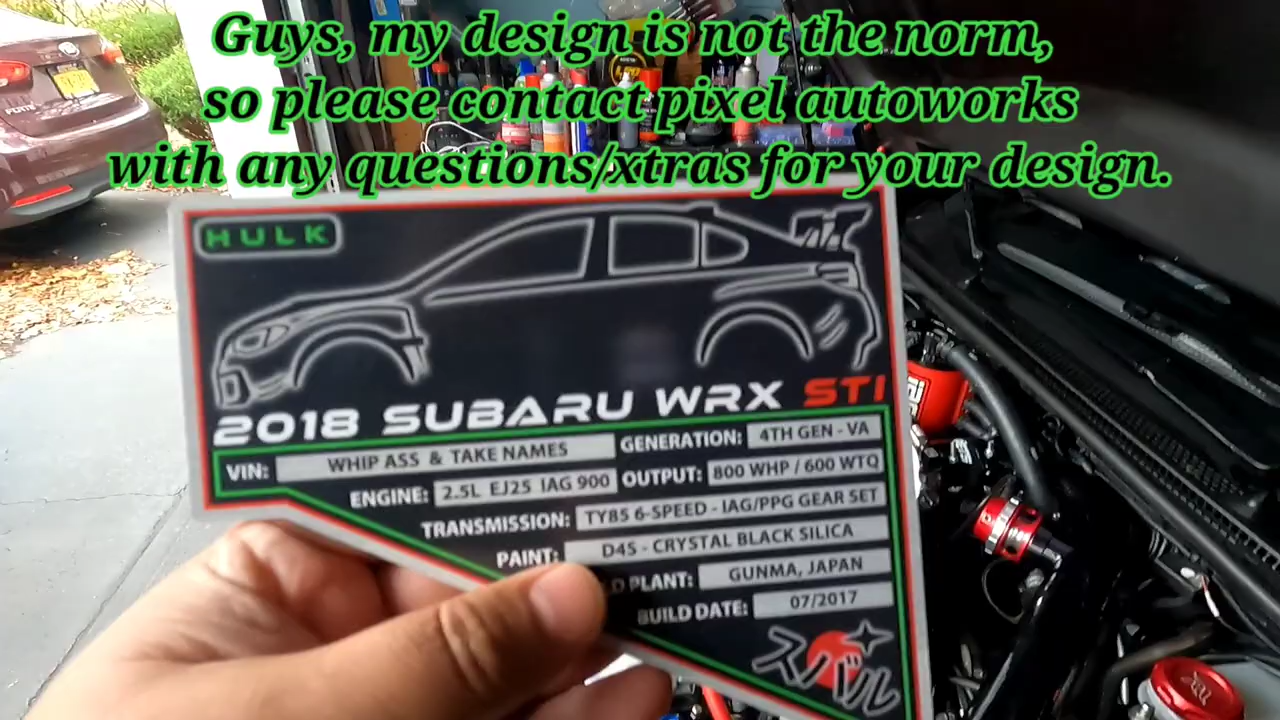 Guys, my design is not the norm,
so please contact pixel autoworks
with any questions/xtras for your design.
HULK
2018 SUBARU WRX STI
VIN: WHIP ASS & TAKE NAMES GENERATION: 4TH GEN - VA
ENGINE: 2.5L EJ25 IAG 900 OUTPUT: 800 WHP / 600 WTQ
TRANSMISSION: TY85 6-SPEED - IAG/PPG GEAR SET
PAINT: D4S - CRYSTAL BLACK SILICA
PLANT: GUNMA, JAPAN
BUILD DATE: 07/2017
スバル